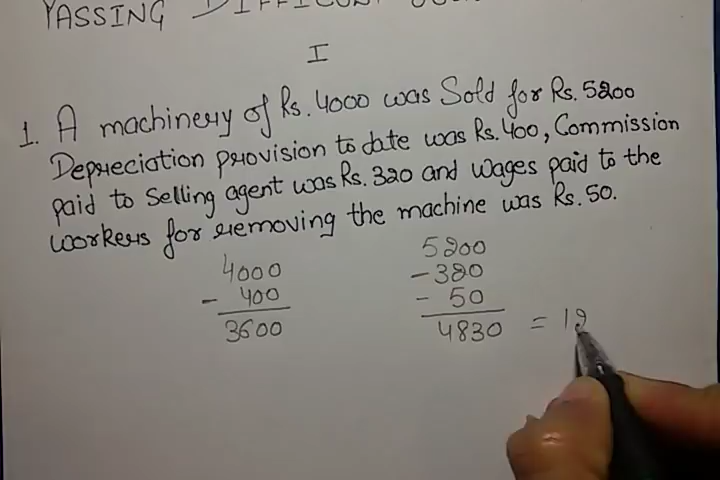 PASSING DIFFICULT
I
1. A machinery of Rs. 4000 was Sold for Rs. 5200
Depreciation provision to date was Rs. 400, Commission
paid to Selling agent was Rs. 320 and wages paid to the
workers for removing the machine was Rs. 50.
4000
- 400
3600
5200
- 320
- 50
4830 = 12